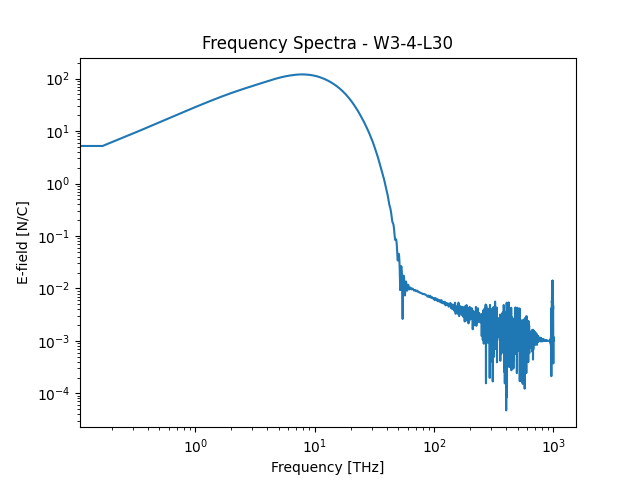 Frequency Spectra - W3-4-L30
E-field [N/C]
10²
10¹
10⁰
10⁻¹
10⁻²
10⁻³
10⁻⁴
10⁰ 10¹ 10² 10³
Frequency [THz]